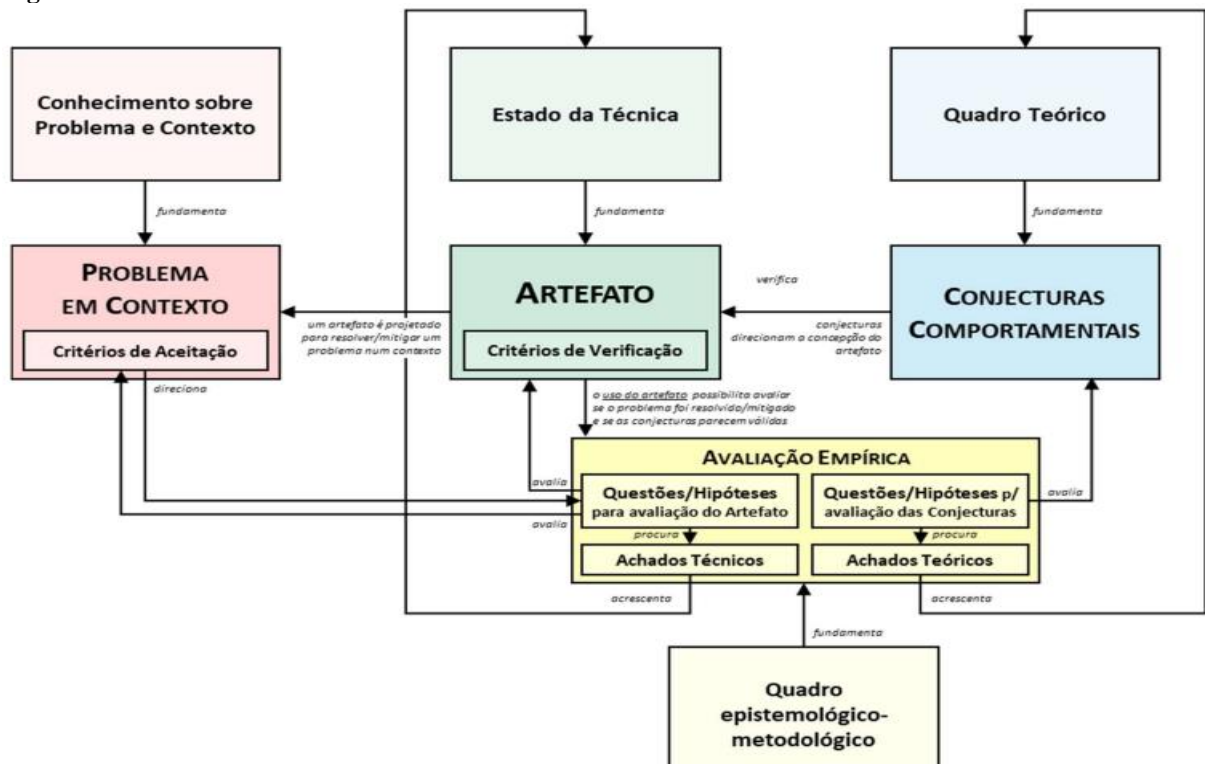 Conhecimento sobre
Problema e Contexto
Estado da Técnica
Quadro Teórico
fundamenta
fundamenta
fundamenta
PROBLEMA
EM CONTEXTO
Critérios de Aceitação
um artefato é projetado
para resolver/mitigar um
problema num contexto
ARTEFATO
Critérios de Verificação
verifica
conjecturas
direcionam a concepção do
artefato
CONJECTURAS
COMPORTAMENTAIS
direciona
o uso do artefato possibilita avaliar
se o problema foi resolvido/mitigado
e se as conjecturas parecem válidas
AVALIAÇÃO EMPÍRICA
avalia
avalia
Questões/Hipóteses
para avaliação do Artefato
Questões/Hipóteses p/
avaliação das Conjecturas
avalia
procura
procura
Achados Técnicos
Achados Teóricos
acrescenta
acrescenta
fundamenta
Quadro
epistemológico-
metodológico